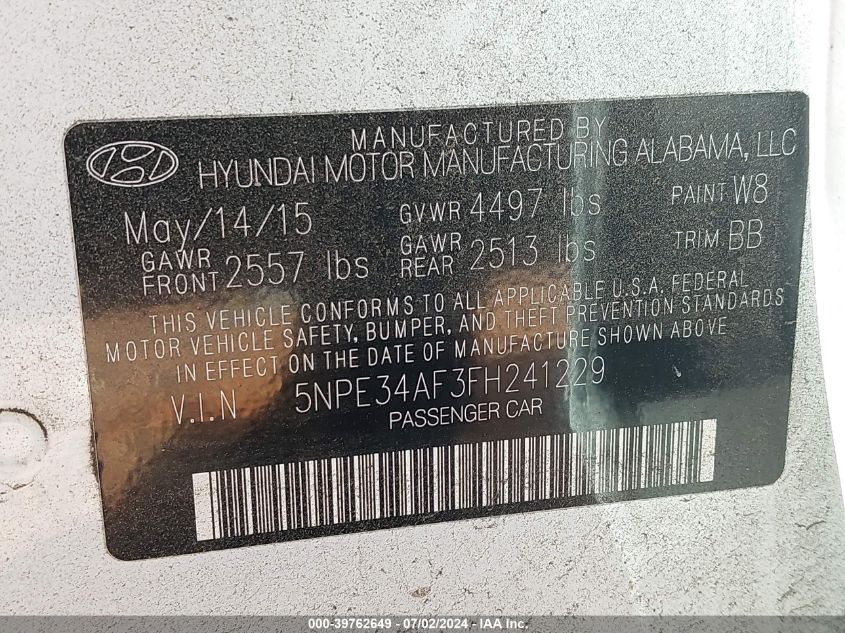 MANUFACTURED BY
HYUNDAI MOTOR MANUFACTURING ALABAMA, LLC
May/14/15 GVWR 4497 lbs PAINT W8
GAWR FRONT 2557 lbs GAWR REAR 2513 lbs TRIM BB
THIS VEHICLE CONFORMS TO ALL APPLICABLE U.S.A. FEDERAL
MOTOR VEHICLE SAFETY, BUMPER, AND THEFT PREVENTION STANDARDS
IN EFFECT ON THE DATE OF MANUFACTURE SHOWN ABOVE
V.I.N 5NPE34AF3FH241229
PASSENGER CAR
000-39762649 - 07/02/2024 - US-DEPT-1